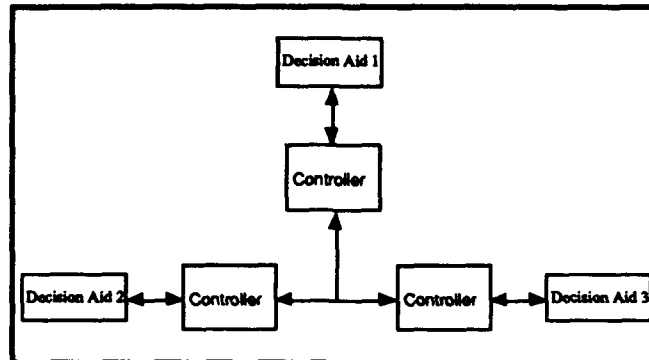 Decision Aid 1
Controller
Decision Aid 2
Controller
Controller
Decision Aid 3